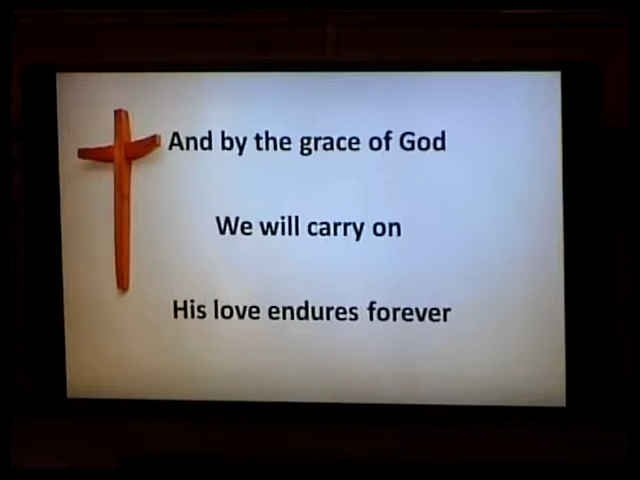 And by the grace of God
We will carry on
His love endures forever